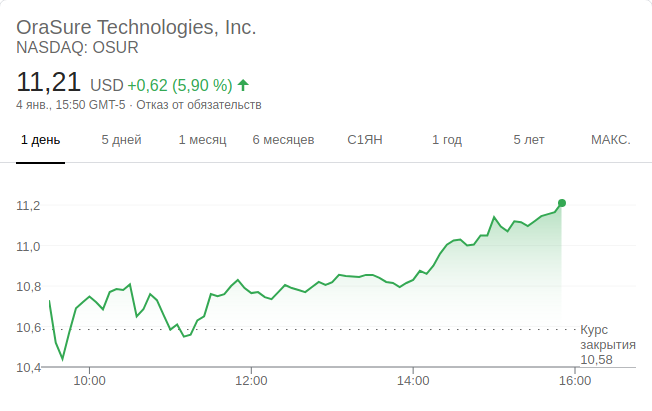 OraSure Technologies, Inc.
NASDAQ: OSUR
11,21 USD +0,62 (5,90 %)
4 янв., 15:50 GMT-5 · Отказ от обязательств
1 день 5 дней 1 месяц 6 месяцев С1ЯН 1 год 5 лет МАКС.
11,2
11,0
10,8
10,6
Курс
закрытия
10,58
10,4
10:00 12:00 14:00 16:00